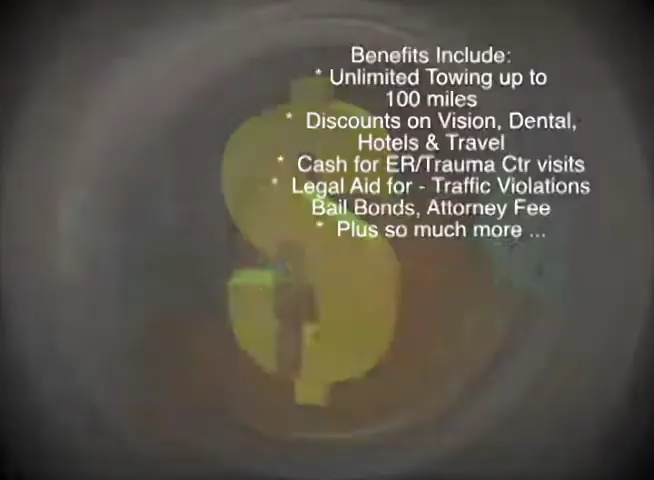 Benefits Include:
* Unlimited Towing up to
100 miles
* Discounts on Vision, Dental,
Hotels & Travel
* Cash for ER/Trauma Ctr visits
* Legal Aid for - Traffic Violations
Bail Bonds, Attorney Fee
* Plus so much more ...